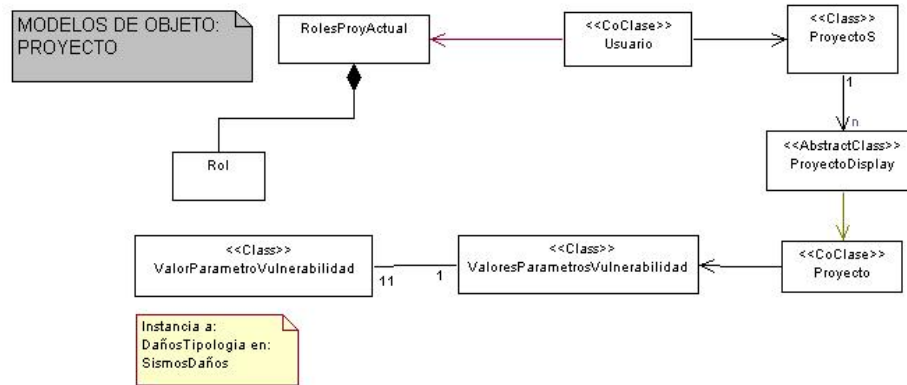 MODELOS DE OBJETO:
PROYECTO
RolesProyActual
<<CoClase>>
Usuario
<<Class>>
ProyectoS
1
n
Rol
<<AbstractClass>>
ProyectoDisplay
<<Class>>
ValorParametroVulnerabilidad
11
1
<<Class>>
ValoresParametrosVulnerabilidad
<<CoClase>>
Proyecto
Instancia a:
DañosTipologia en:
SismosDaños